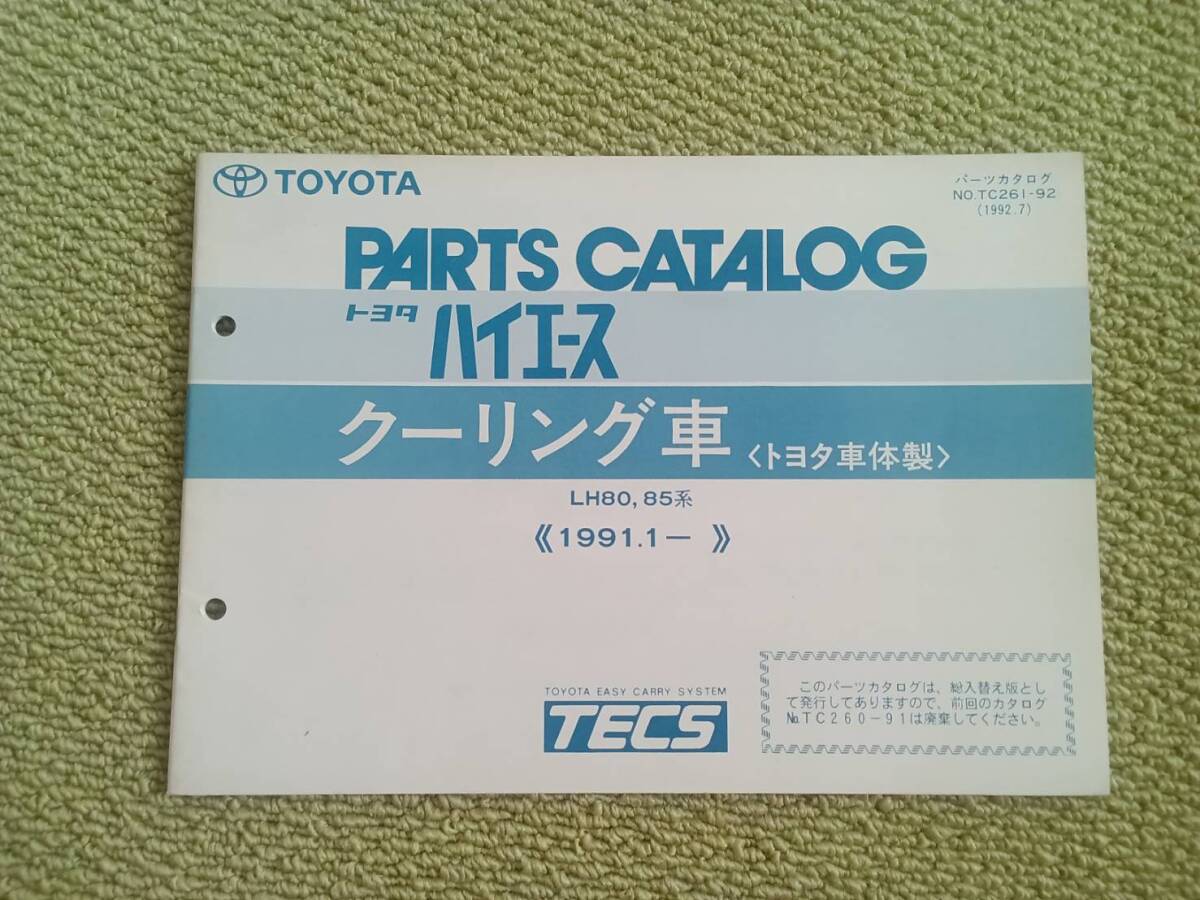 TOYOTA
パーツカタログ
NO.TC261-92
(1992.7)
PARTS CATALOG
トヨタ ハイエース
クーリング車 〈トヨタ車体製〉
LH80, 85系
《1991.1ー 》
TOYOTA EASY CARRY SYSTEM
TECS
このパーツカタログは、総入替え版とし
て発行してありますので、前回のカタログ
No.TC260-91は廃棄してください。